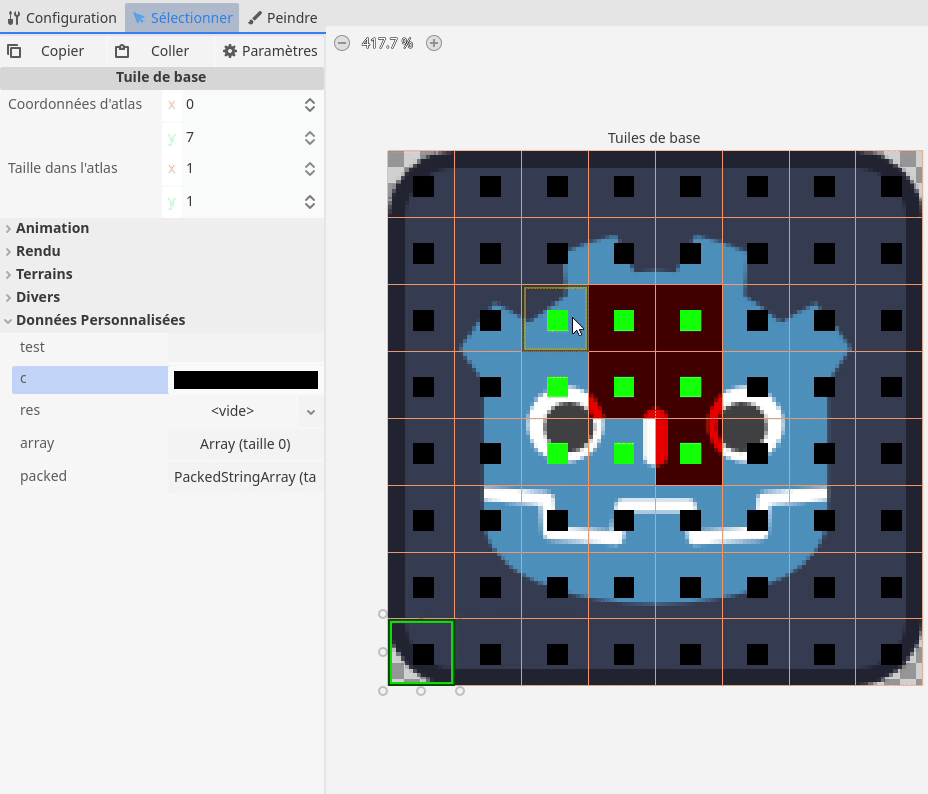 Configuration Sélectionner Peindre
Copier Coller Paramètres 417.7 %
Tuile de base
Coordonnées d'atlas x 0
y 7
Taille dans l'atlas x 1
y 1
Tuiles de base
Animation
Rendu
Terrains
Divers
Données Personnalisées
test
c
res <vide>
array Array (taille 0)
packed PackedStringArray (ta